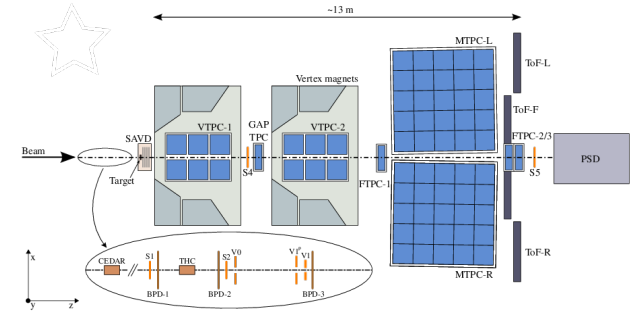 ~13 m
MTPC-L
ToF-L
Vertex magnets
ToF-F
GAP
TPC
VTPC-1
VTPC-2
FTPC-2/3
SAVD
Beam
PSD
Target
S4
S5
FTPC-1
x
CEDAR
S1
THC
S2
V0
V1p
V1
ToF-R
MTPC-R
BPD-1
BPD-2
BPD-3
y
z